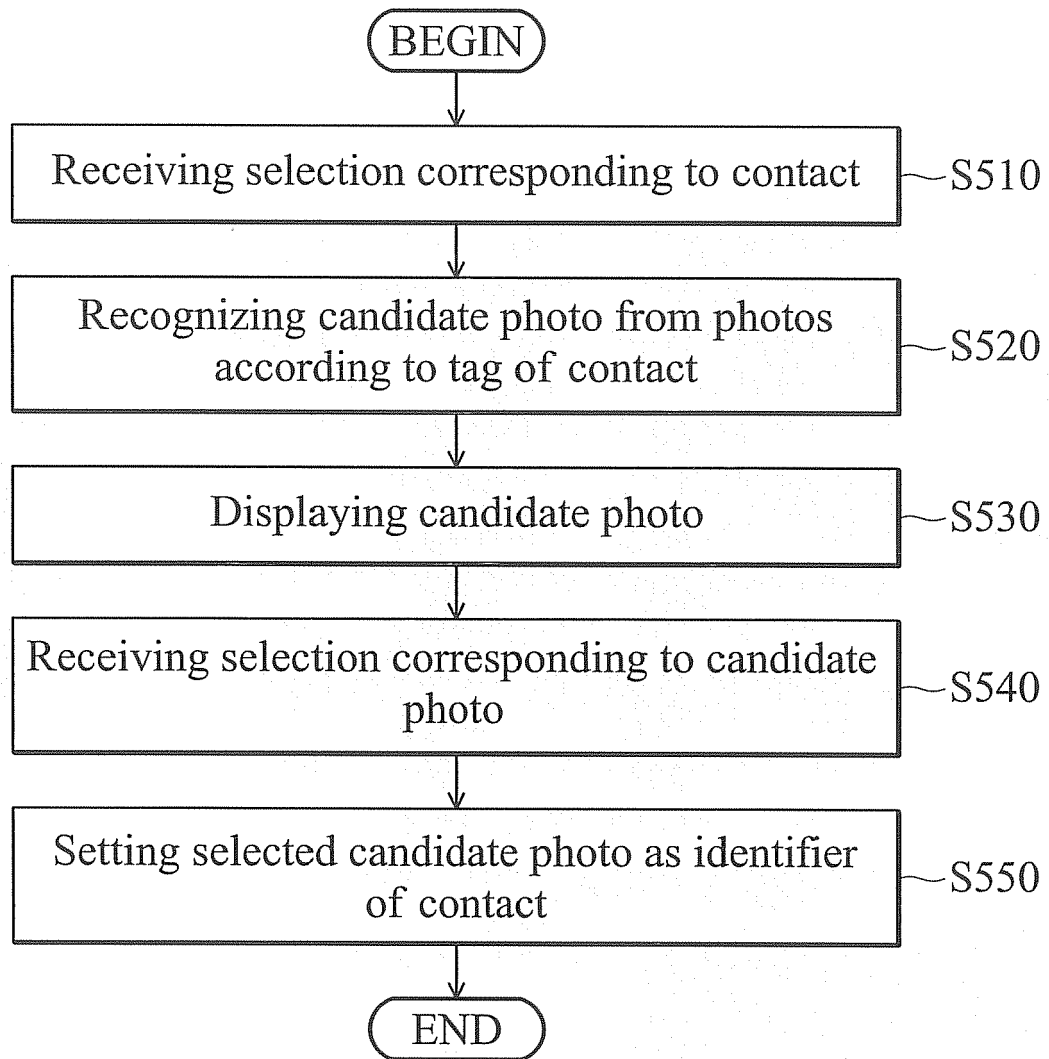 BEGIN
Receiving selection corresponding to contact
S510
Recognizing candidate photo from photos
according to tag of contact
S520
Displaying candidate photo
S530
Receiving selection corresponding to candidate
photo
S540
Setting selected candidate photo as identifier
of contact
S550
END